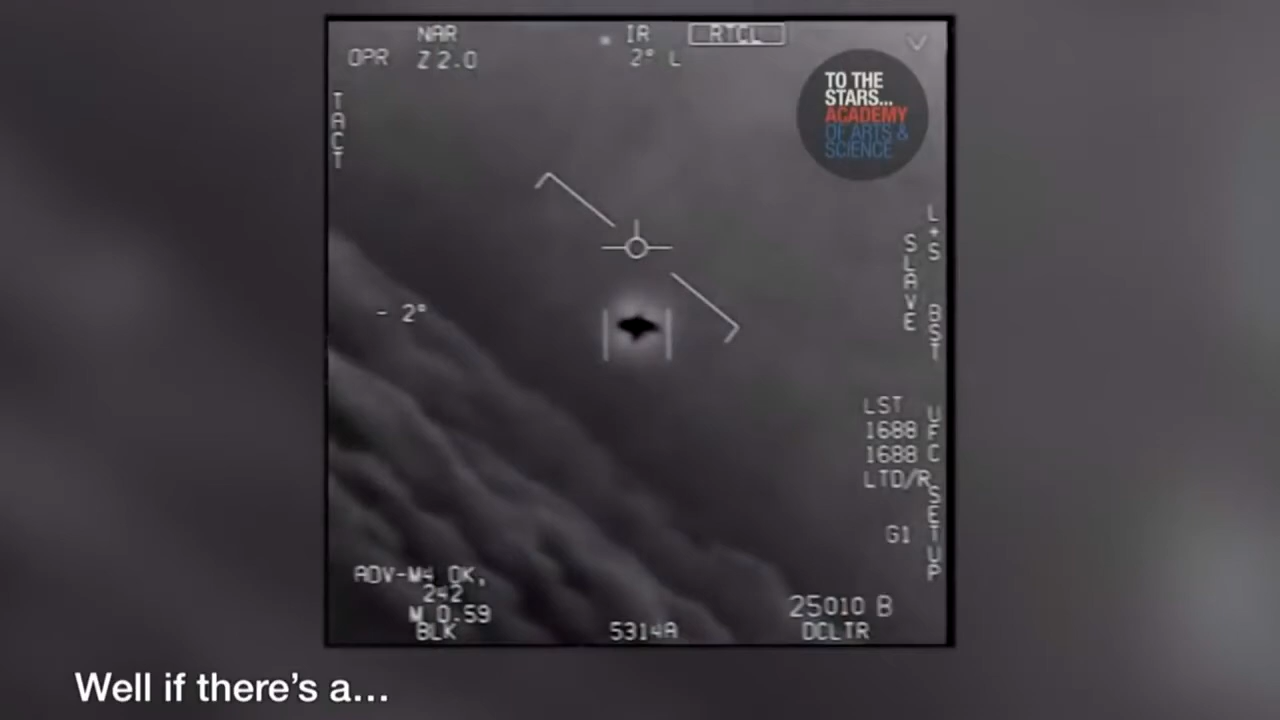 NAR
IR
RTCL
OPR
Z 2.0
2° L
TACT
TO THE
STARS...
ACADEMY
OF ARTS &
SCIENCE
L+S
SLAVE
BST
- 2°
LST
1688
1688
LTD/R
UFC
SETUP
G1
ADV-M4 OK,
242
M 0.59
BLK
5314A
25010 B
DCLTR
Well if there's a...